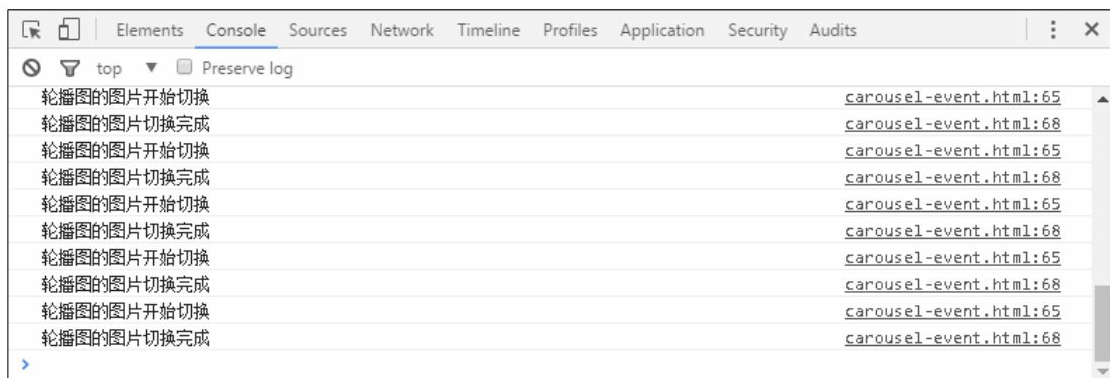 Elements Console Sources Network Timeline Profiles Application Security Audits
top Preserve log
轮播图的图片开始切换 carousel-event.html:65
轮播图的图片切换完成 carousel-event.html:68
轮播图的图片开始切换 carousel-event.html:65
轮播图的图片切换完成 carousel-event.html:68
轮播图的图片开始切换 carousel-event.html:65
轮播图的图片切换完成 carousel-event.html:68
轮播图的图片开始切换 carousel-event.html:65
轮播图的图片切换完成 carousel-event.html:68
轮播图的图片开始切换 carousel-event.html:65
轮播图的图片切换完成 carousel-event.html:68